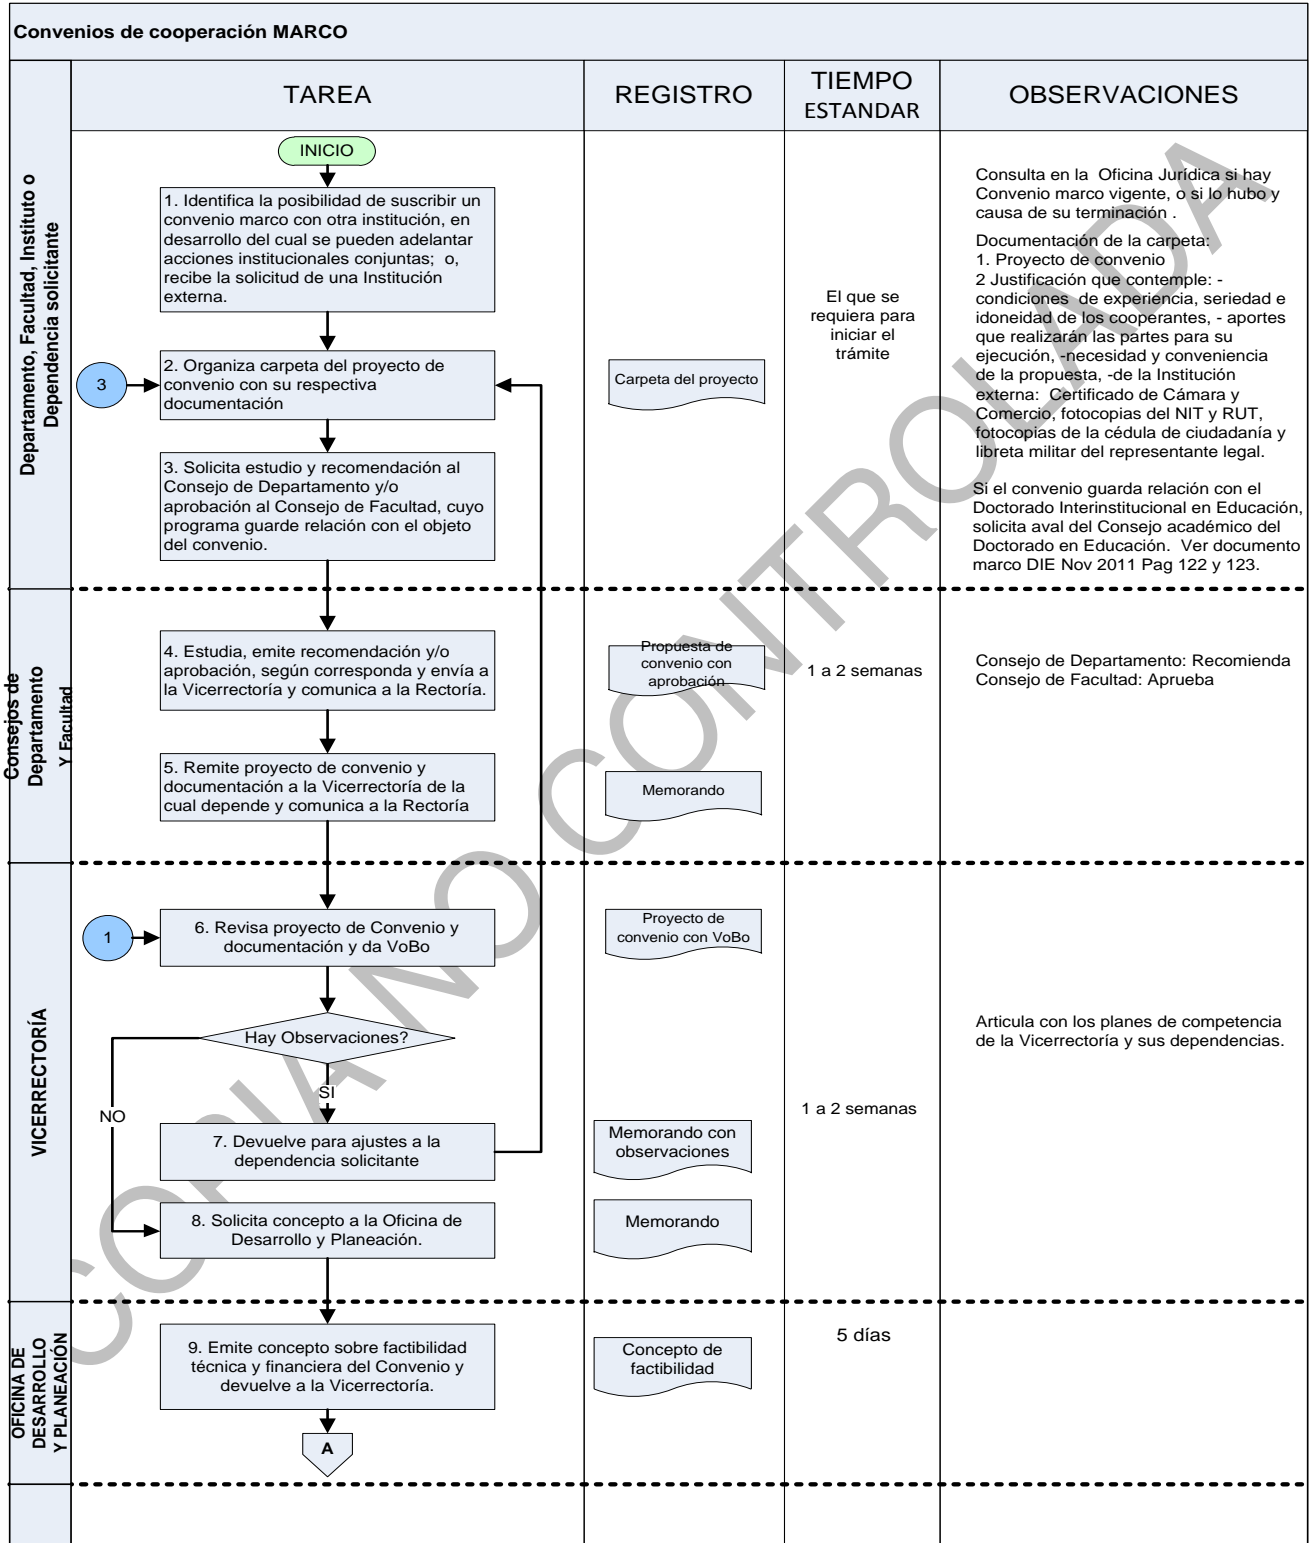 Convenios de cooperación MARCO
TAREA
REGISTRO
TIEMPO
ESTANDAR
OBSERVACIONES
Departamento, Facultad, Instituto o
Dependencia solicitante
INICIO
1. Identifica la posibilidad de suscribir un
convenio marco con otra institución, en
desarrollo del cual se pueden adelantar
acciones institucionales conjuntas; o,
recibe la solicitud de una Institución
externa.
3
2. Organiza carpeta del proyecto de
convenio con su respectiva
documentación
3. Solicita estudio y recomendación al
Consejo de Departamento y/o
aprobación al Consejo de Facultad, cuyo
programa guarde relación con el objeto
del convenio.
Carpeta del proyecto
El que se
requiera para
iniciar el
trámite
Consulta en la Oficina Jurídica si hay
Convenio marco vigente, o si lo hubo y
causa de su terminación .
Documentación de la carpeta:
1. Proyecto de convenio
2 Justificación que contemple: -
condiciones de experiencia, seriedad e
idoneidad de los cooperantes, - aportes
que realizarán las partes para su
ejecución, -necesidad y conveniencia
de la propuesta, -de la Institución
externa: Certificado de Cámara y
Comercio, fotocopias del NIT y RUT,
fotocopias de la cédula de ciudadanía y
libreta militar del representante legal.
Si el convenio guarda relación con el
Doctorado Interinstitucional en Educación,
solicita aval del Consejo académico del
Doctorado en Educación. Ver documento
marco DIE Nov 2011 Pag 122 y 123.
Consejos de
Departamento
Y Facultad
4. Estudia, emite recomendación y/o
aprobación, según corresponda y envía a
la Vicerrectoría y comunica a la Rectoría.
5. Remite proyecto de convenio y
documentación a la Vicerrectoría de la
cual depende y comunica a la Rectoría
Propuesta de
convenio con
aprobación
Memorando
1 a 2 semanas
Consejo de Departamento: Recomienda
Consejo de Facultad: Aprueba
VICERRECTORÍA
1
6. Revisa proyecto de Convenio y
documentación y da VoBo
Hay Observaciones?
SI
NO
7. Devuelve para ajustes a la
dependencia solicitante
8. Solicita concepto a la Oficina de
Desarrollo y Planeación.
Proyecto de
convenio con VoBo
Memorando con
observaciones
Memorando
1 a 2 semanas
Articula con los planes de competencia
de la Vicerrectoría y sus dependencias.
OFICINA DE
DESARROLLO
Y PLANEACIÓN
9. Emite concepto sobre factibilidad
técnica y financiera del Convenio y
devuelve a la Vicerrectoría.
A
Concepto de
factibilidad
5 días
COPIA NO CONTROLADA